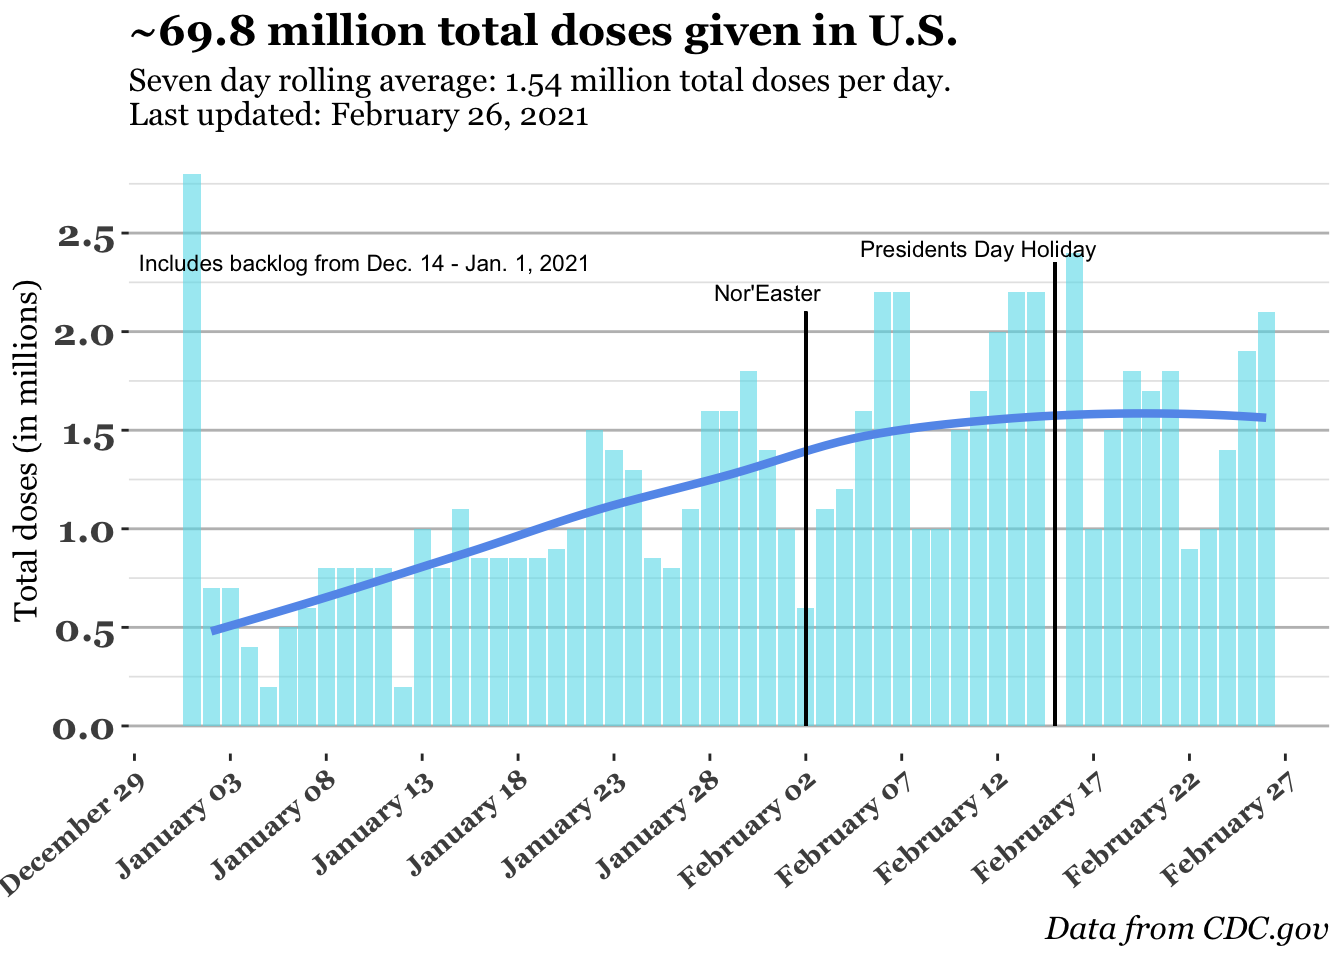 ~69.8 million total doses given in U.S.
Seven day rolling average: 1.54 million total doses per day.
Last updated: February 26, 2021
Total doses (in millions)
2.5
2.0
1.5
1.0
0.5
0.0
Presidents Day Holiday
Includes backlog from Dec. 14 - Jan. 1, 2021
Nor'Easter
December 29
January 03
January 08
January 13
January 18
January 23
January 28
February 02
February 07
February 12
February 17
February 22
February 27
Data from CDC.gov